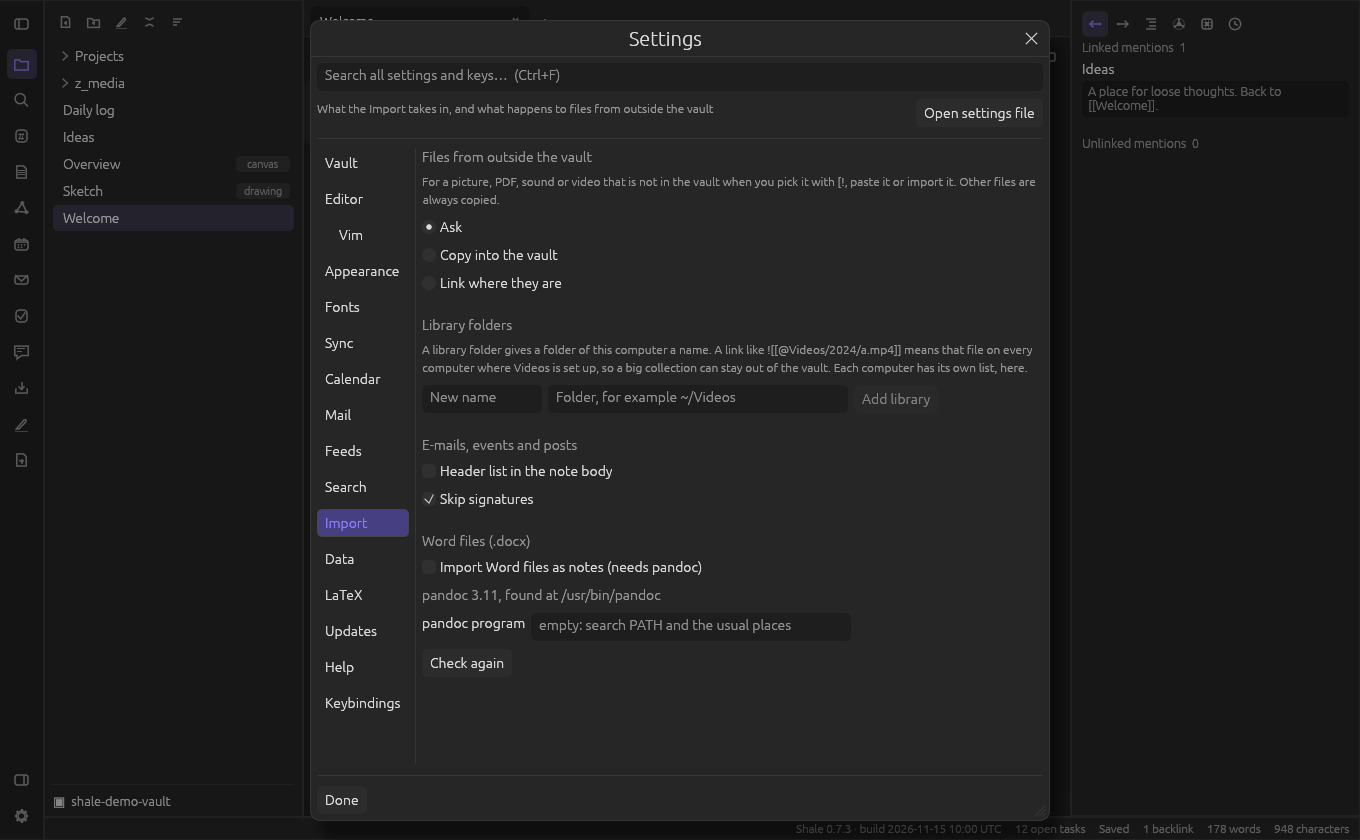 Settings
Search all settings and keys… (Ctrl+F)
What the Import takes in, and what happens to files from outside the vault
Open settings file
Projects
z_media
Daily log
Ideas
Overview canvas
Sketch drawing
Welcome
shale-demo-vault
Vault
Editor
Vim
Appearance
Fonts
Sync
Calendar
Mail
Feeds
Search
Import
Data
LaTeX
Updates
Help
Keybindings
Files from outside the vault
For a picture, PDF, sound or video that is not in the vault when you pick it with [!, paste it or import it. Other files are
always copied.
Ask
Copy into the vault
Link where they are
Library folders
A library folder gives a folder of this computer a name. A link like ![[@Videos/2024/a.mp4]] means that file on every
computer where Videos is set up, so a big collection can stay out of the vault. Each computer has its own list, here.
New name Folder, for example ~/Videos Add library
E-mails, events and posts
Header list in the note body
Skip signatures
Word files (.docx)
Import Word files as notes (needs pandoc)
pandoc 3.11, found at /usr/bin/pandoc
pandoc program empty: search PATH and the usual places
Check again
Done
Linked mentions 1
Ideas
A place for loose thoughts. Back to
[[Welcome]].
Unlinked mentions 0
Shale 0.7.3 · build 2026-11-15 10:00 UTC 12 open tasks Saved 1 backlink 178 words 948 characters